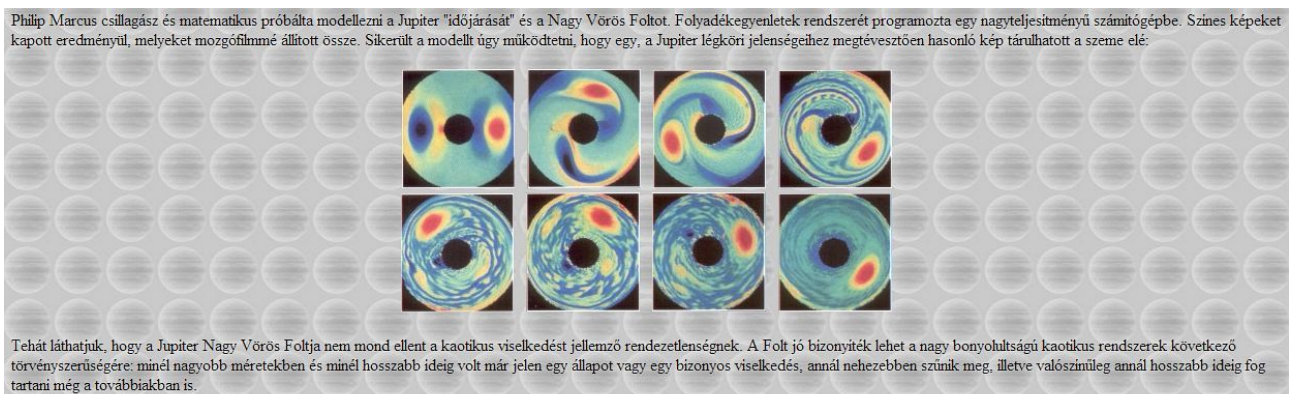 Philip Marcus csillagász és matematikus próbálta modellezni a Jupiter "időjárását" és a Nagy Vörös Foltot. Folyadékegyenletek rendszerét programozta egy nagyteljesítményű számítógépbe. Színes képeket
kapott eredményül, melyeket mozgófilmmé állított össze. Sikerült a modellt úgy működtetni, hogy egy, a Jupiter légköri jelenségeihez megtévesztően hasonló kép tárulhatott a szeme elé:
Tehát láthatjuk, hogy a Jupiter Nagy Vörös Foltja nem mond ellent a kaotikus viselkedést jellemző rendezetlenségnek. A Folt jó bizonyiték lehet a nagy bonyolultságú kaotikus rendszerek következő
törvényszerűségére: minél nagyobb méretekben és minél hosszabb ideig volt már jelen egy állapot vagy egy bizonyos viselkedés, annál nehezebben szűnik meg, illetve valószínűleg annál hosszabb ideig fog
tartani még a továbbiakban is.